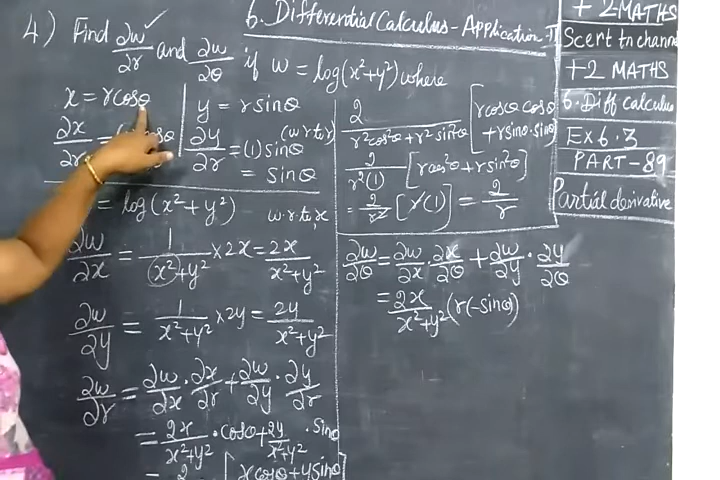 6. Differential Calculus - Application - II
4) Find ∂w/∂r ✓ and ∂w/∂θ if w = log(x²+y²) where
x = r cosθ
y = r sinθ
∂x/∂r =
∂y/∂r = (1) sinθ (w r to r)
= sinθ
= log(x²+y²) w.r.to,x
∂w/∂x = 1/(x²+y²) × 2x = 2x/(x²+y²)
∂w/∂y = 1/(x²+y²) × 2y = 2y/(x²+y²)
∂w/∂r = ∂w/∂x · ∂x/∂r + ∂w/∂y · ∂y/∂r
= 2x/(x²+y²) · cosθ + 2y/(x²+y²) · sinθ
= 2 [x cosθ + y sinθ]
2/(r²cos²θ + r²sin²θ) [r cosθ cosθ + r sinθ · sinθ]
2/(r²(1)) [r cos²θ + r sin²θ]
= 2/r² [r(1)] = 2/r
∂w/∂θ = ∂w/∂x · ∂x/∂θ + ∂w/∂y · ∂y/∂θ
= 2x/(x²+y²) (r(-sinθ)
+2 MATHS
Scert tn channel
+2 MATHS
6. Diff calculus
Ex 6.3
PART-89
Partial derivative